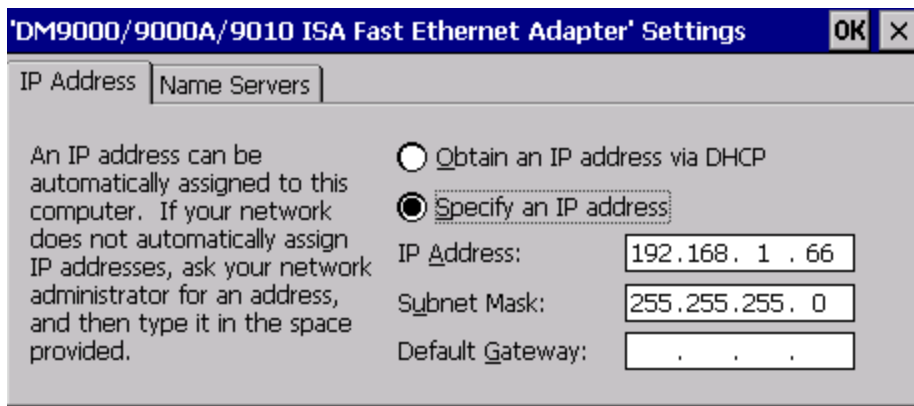 'DM9000/9000A/9010 ISA Fast Ethernet Adapter' Settings OK ×
IP Address Name Servers
An IP address can be
automatically assigned to this
computer. If your network
does not automatically assign
IP addresses, ask your network
administrator for an address,
and then type it in the space
provided.
Obtain an IP address via DHCP
Specify an IP address
IP Address: 192.168. 1 .66
Subnet Mask: 255.255.255. 0
Default Gateway: . . .